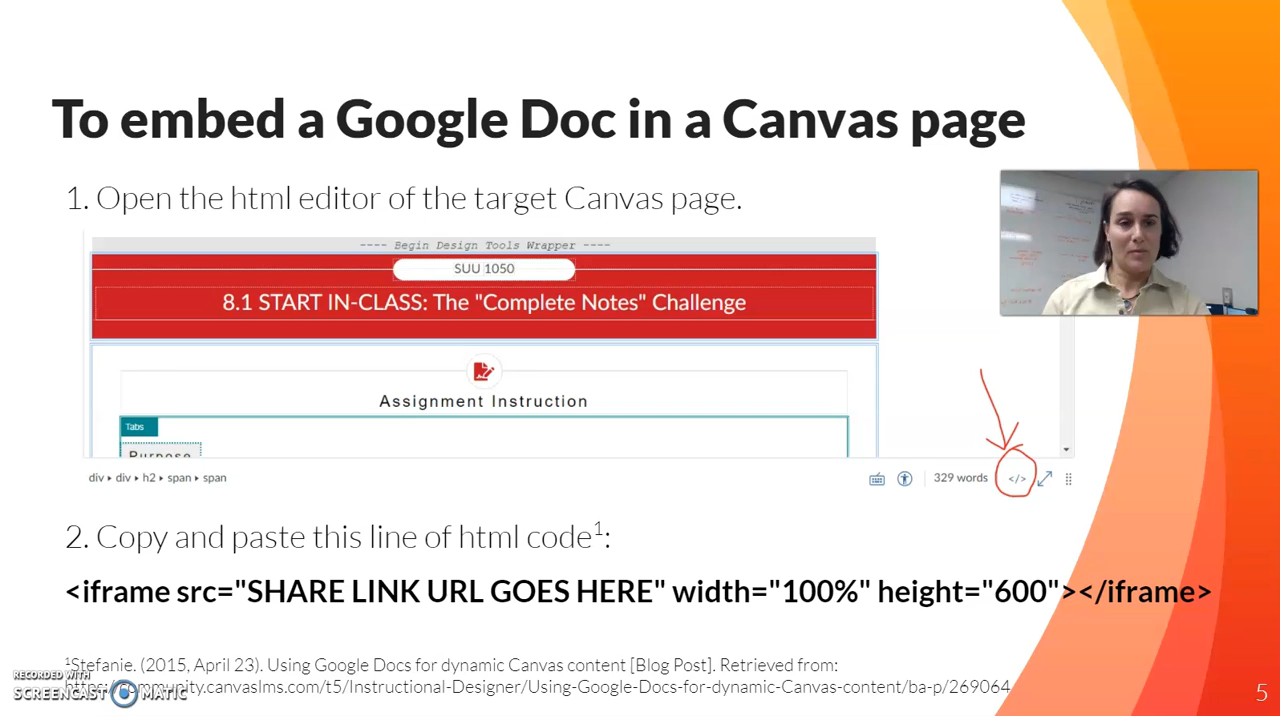 To embed a Google Doc in a Canvas page
1. Open the html editor of the target Canvas page.
---- Begin Design Tools Wrapper ----
SUU 1050
8.1 START IN-CLASS: The "Complete Notes" Challenge
Assignment Instruction
Tabs
Purpose
div ▸ div ▸ h2 ▸ span ▸ span
329 words
</>
2. Copy and paste this line of html code¹:
<iframe src="SHARE LINK URL GOES HERE" width="100%" height="600"></iframe>
¹Stefanie. (2015, April 23). Using Google Docs for dynamic Canvas content [Blog Post]. Retrieved from:
https://community.canvaslms.com/t5/Instructional-Designer/Using-Google-Docs-for-dynamic-Canvas-content/ba-p/269064
RECORDED WITH
SCREENCAST MATIC
5